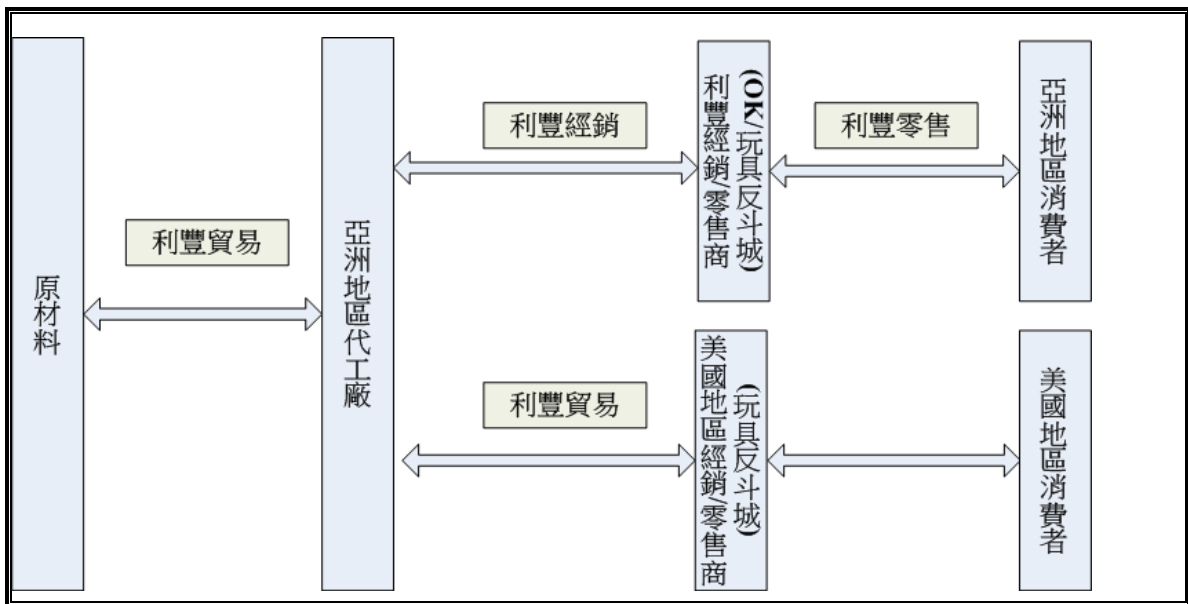 原材料
利豐貿易
亞洲地區代工廠
利豐經銷
利豐經銷/零售商
(OK/玩具反斗城)
利豐零售
亞洲地區消費者
利豐貿易
美國地區經銷/零售商
(玩具反斗城)
美國地區消費者